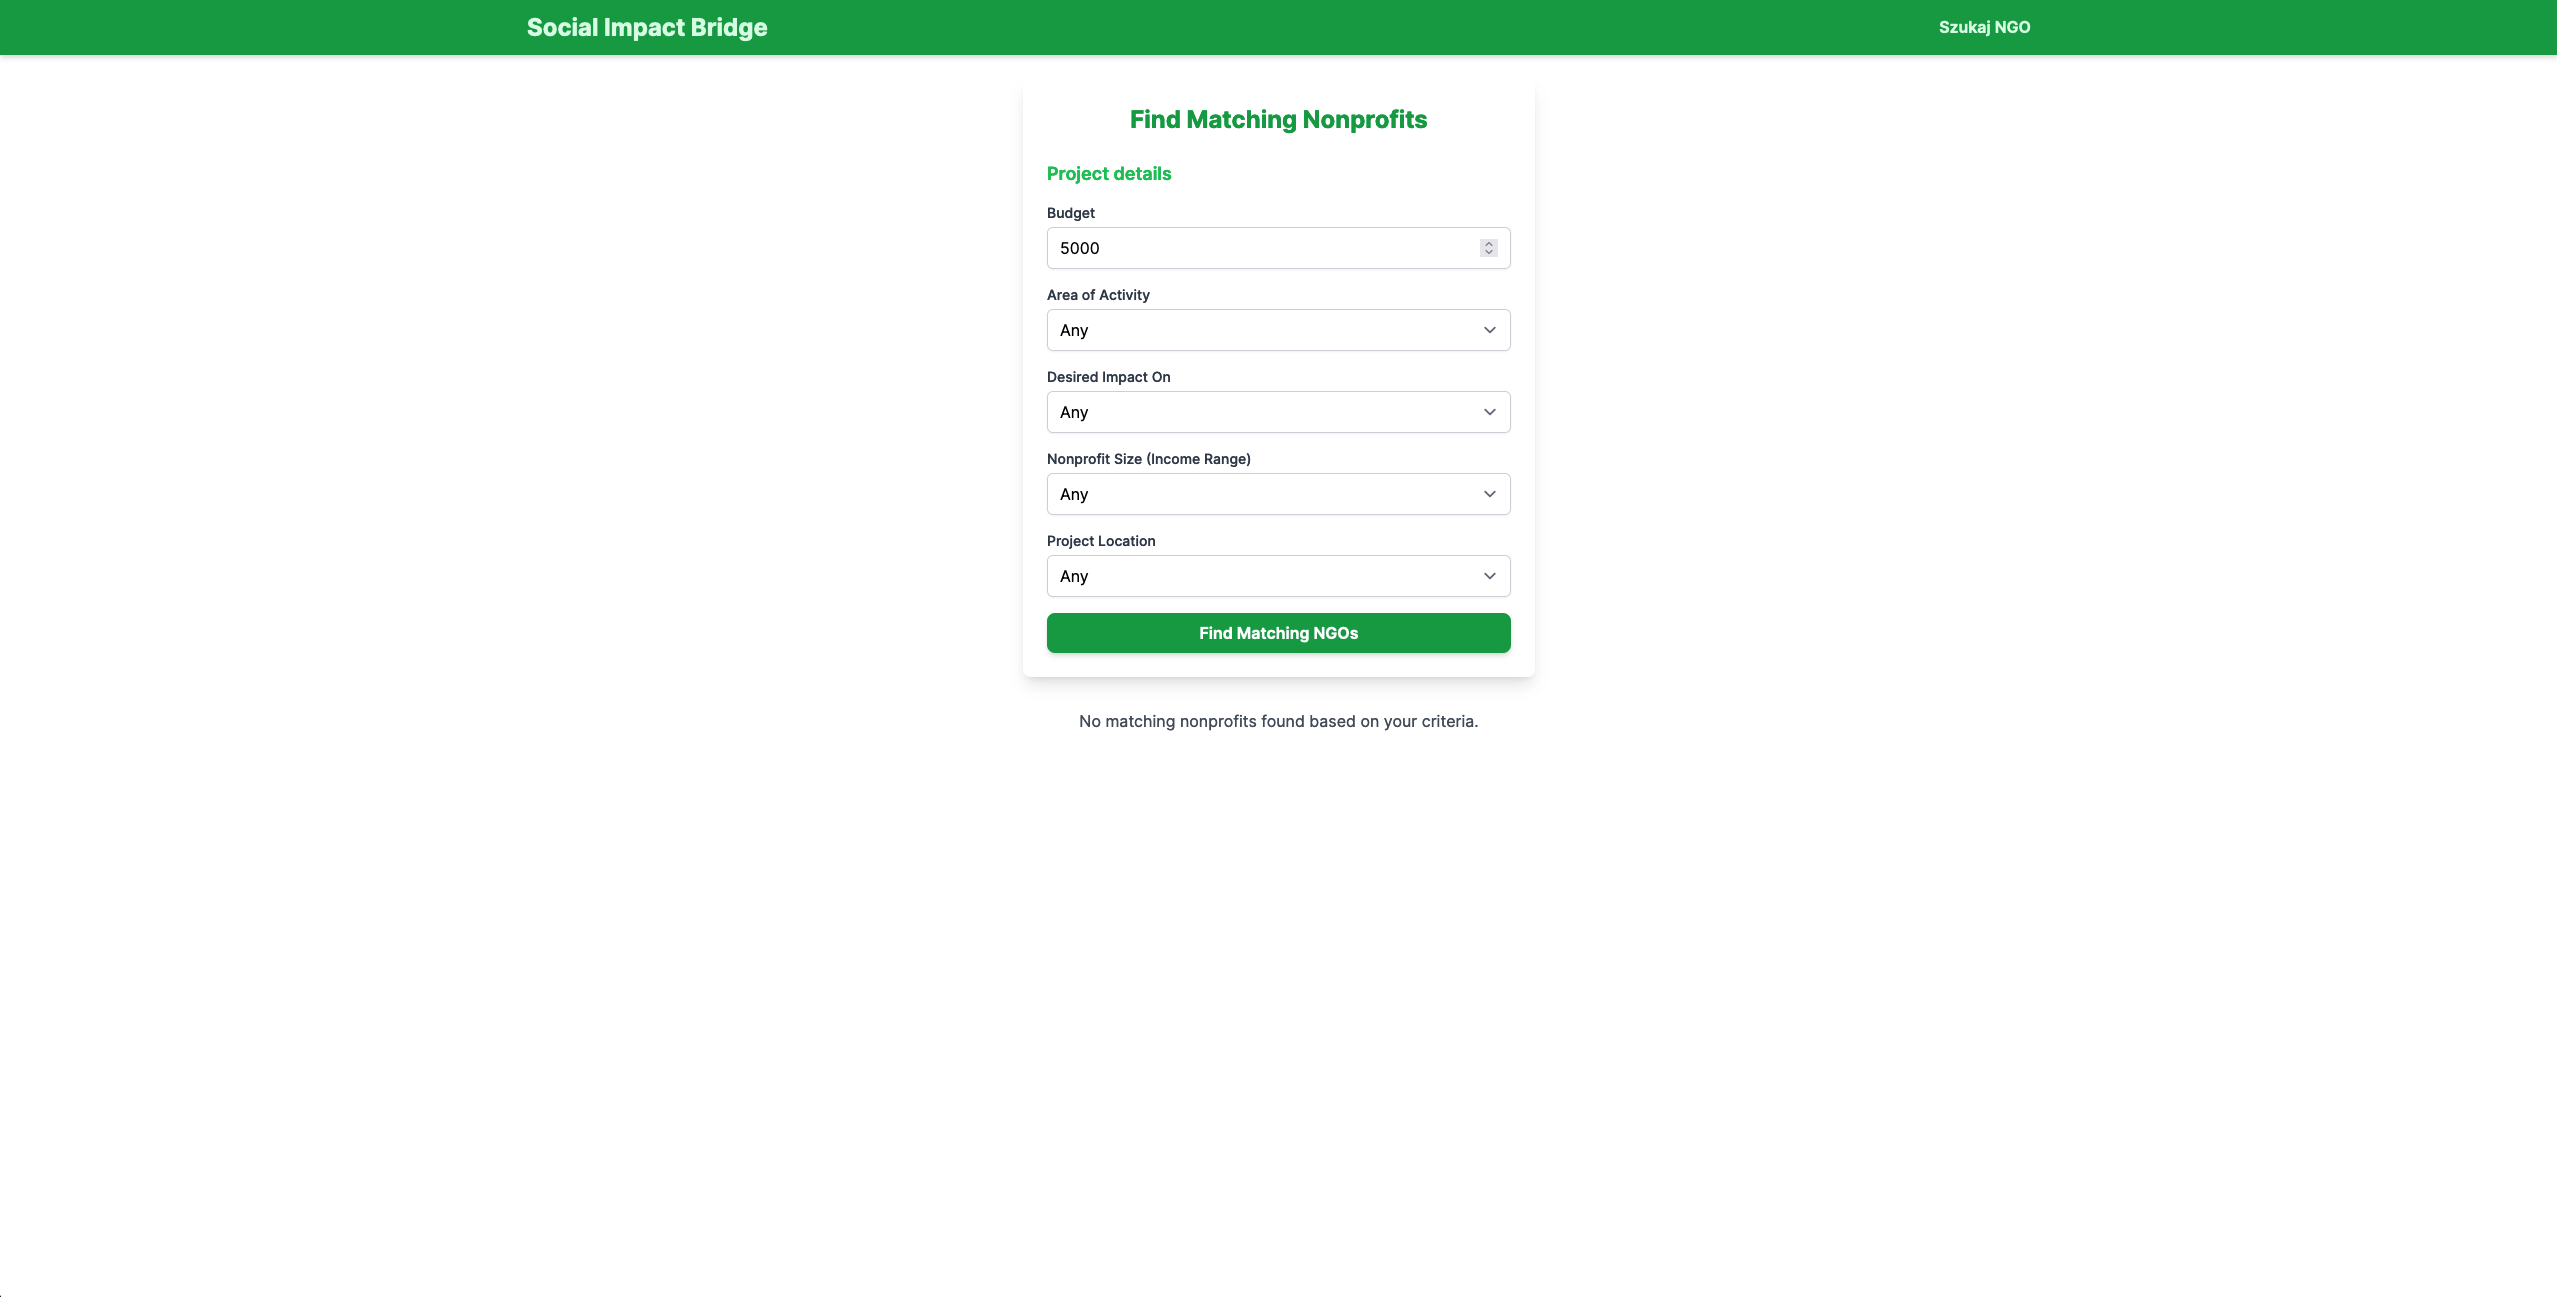 Social Impact Bridge
Szukaj NGO
Find Matching Nonprofits
Project details
Budget
5000
Area of Activity
Any
Desired Impact On
Any
Nonprofit Size (Income Range)
Any
Project Location
Any
Find Matching NGOs
No matching nonprofits found based on your criteria.